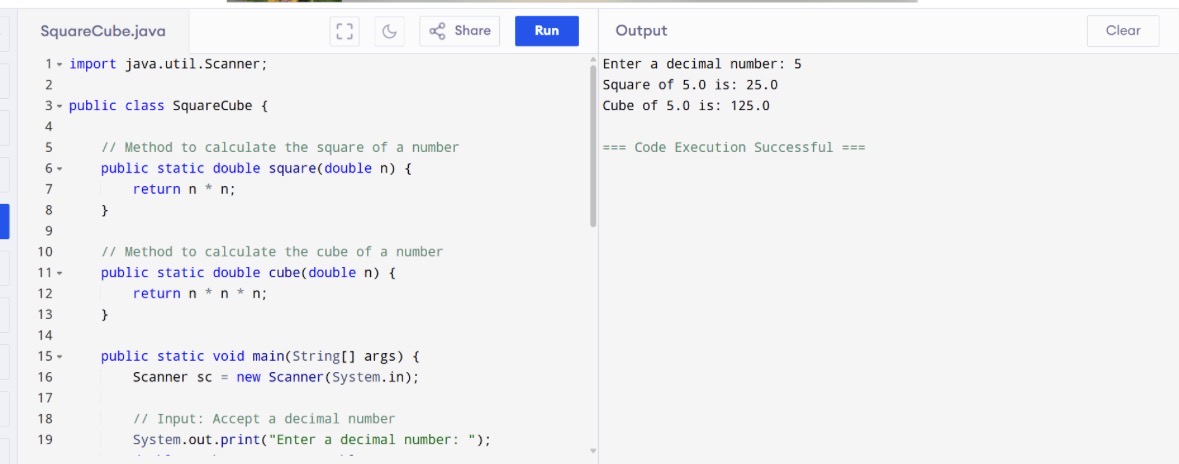 SquareCube.java
Share
Run
Output
Clear
1 import java.util.Scanner;
2
3 public class SquareCube {
4
5 // Method to calculate the square of a number
6 public static double square(double n) {
7 return n * n;
8 }
9
10 // Method to calculate the cube of a number
11 public static double cube(double n) {
12 return n * n * n;
13 }
14
15 public static void main(String[] args) {
16 Scanner sc = new Scanner(System.in);
17
18 // Input: Accept a decimal number
19 System.out.print("Enter a decimal number: ");
Enter a decimal number: 5
Square of 5.0 is: 25.0
Cube of 5.0 is: 125.0
=== Code Execution Successful ===